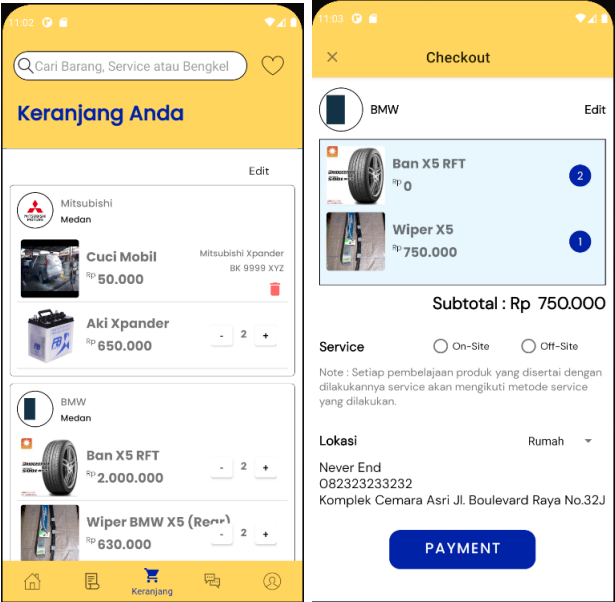 11:02
Cari Barang, Service atau Bengkel
Keranjang Anda
Edit
MITSUBISHI
MOTORS
Mitsubishi
Medan
Cuci Mobil
Rp 50.000
Mitsubishi Xpander
BK 9999 XYZ
Aki Xpander
Rp 650.000
- 2 +
BMW
Medan
Ban X5 RFT
Rp 2.000.000
- 2 +
Wiper BMW X5 (Rear)
Rp 630.000
- 2 +
Keranjang
11:03
Checkout
BMW
Edit
Ban X5 RFT
Rp 0
2
Wiper X5
Rp 750.000
1
Subtotal : Rp 750.000
Service
On-Site
Off-Site
Note : Setiap pembelajaan produk yang disertai dengan
dilakukannya service akan mengikuti metode service
yang dilakukan.
Lokasi
Rumah
Never End
082323233232
Komplek Cemara Asri Jl. Boulevard Raya No.32J
PAYMENT